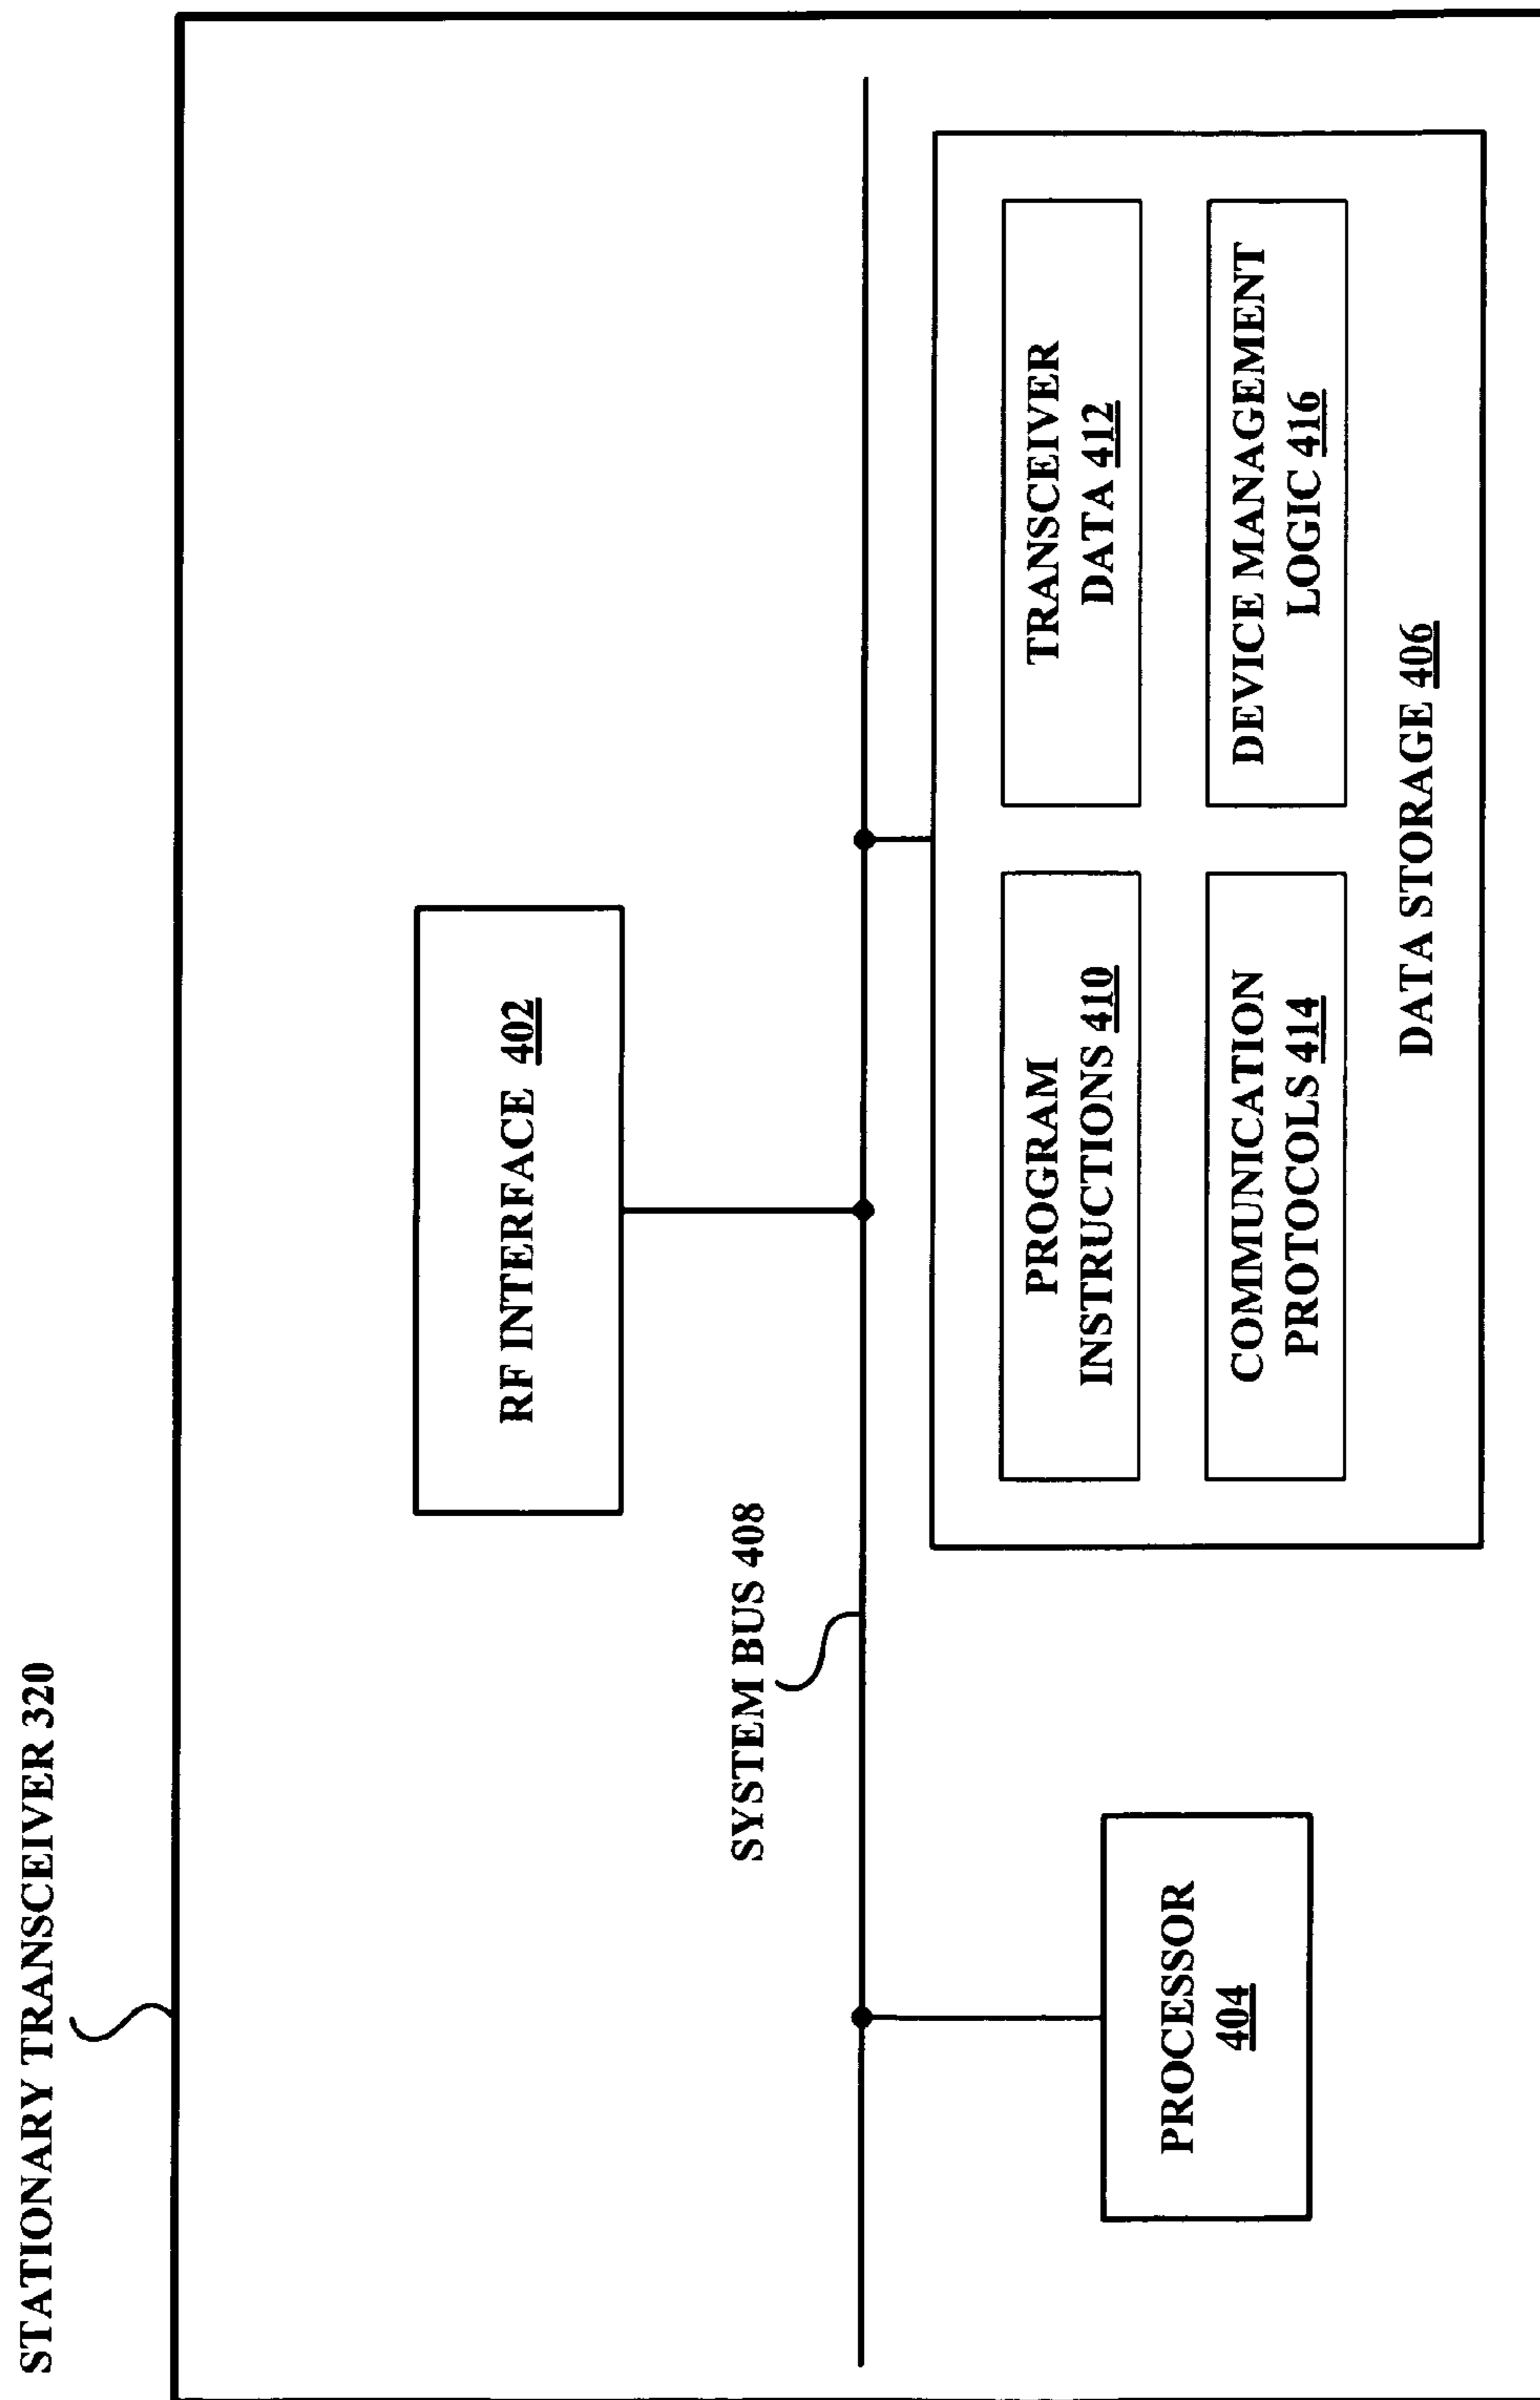 STATIONARY TRANSCEIVER 320
RF INTERFACE 402
SYSTEM BUS 408
PROCESSOR
404
PROGRAM
INSTRUCTIONS 410
TRANSCEIVER
DATA 412
COMMUNICATION
PROTOCOLS 414
DEVICE MANAGEMENT
LOGIC 416
DATA STORAGE 406